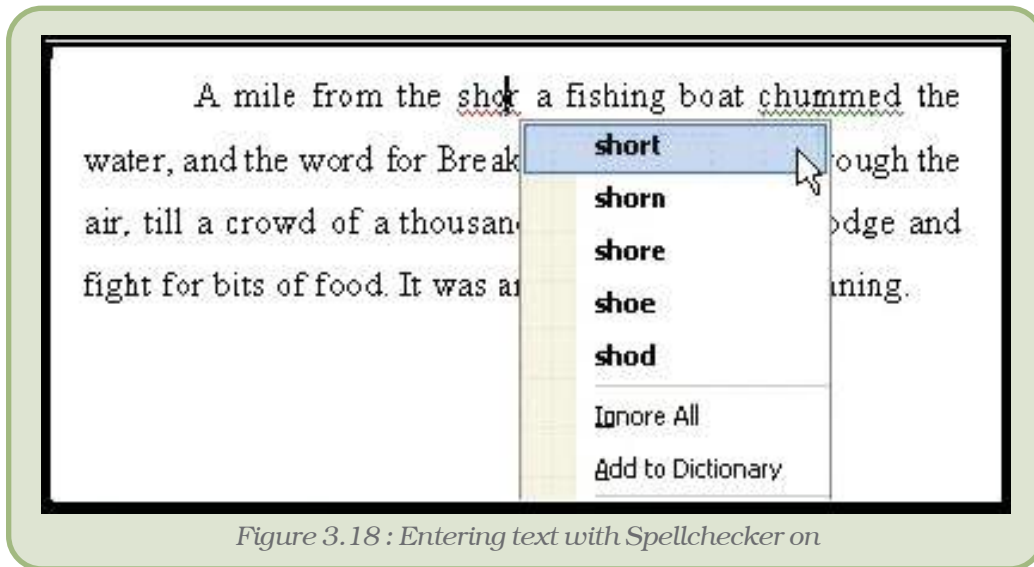 A mile from the shor a fishing boat chummed the
water, and the word for Break ough the
air, till a crowd of a thousan odge and
fight for bits of food. It was a ning.
short
shorn
shore
shoe
shod
Ignore All
Add to Dictionary
Figure 3.18 : Entering text with Spellchecker on